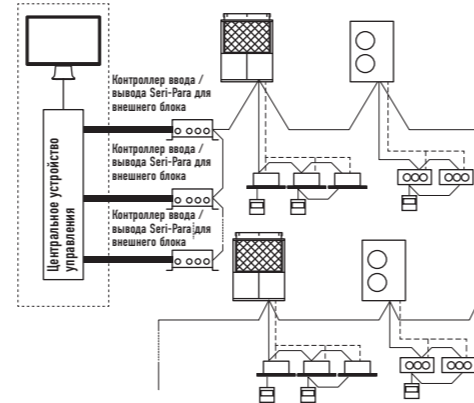 Контроллер ввода /
вывода Seri-Para для
внешнего блока
Контроллер ввода /
вывода Seri-Para для
внешнего блока
Контроллер ввода /
вывода Seri-Para для
внешнего блока
Центральное устройство
управления